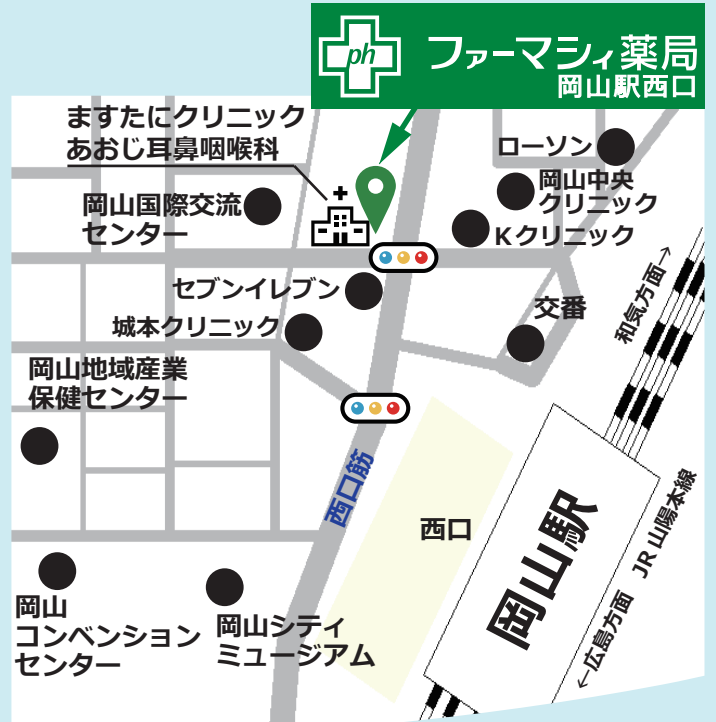 ph
ファーマシィ薬局
岡山駅西口
ますたにクリニック
あおじ耳鼻咽喉科
ローソン
岡山中央
クリニック
岡山国際交流
センター
Kクリニック
セブンイレブン
城本クリニック
交番
和気方面→
岡山地域産業
保健センター
西口筋
西口
岡山駅
JR山陽本線
←広島方面
岡山
コンベンション
センター
岡山シティ
ミュージアム